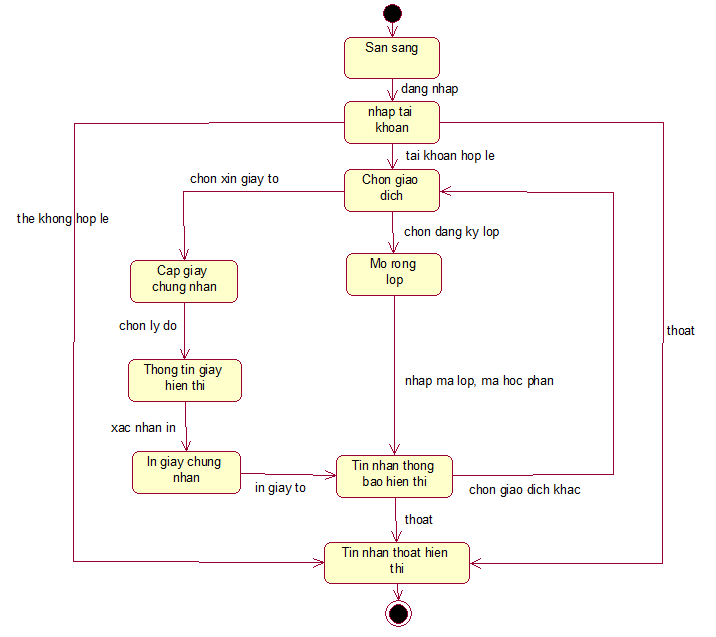 San sang
dang nhap
nhap tai
khoan
tai khoan hop le
chon xin giay to
Chon giao
dich
the khong hop le
chon dang ky lop
Cap giay
chung nhan
Mo rong
lop
chon ly do
thoat
Thong tin giay
hien thi
nhap ma lop, ma hoc phan
xac nhan in
In giay chung
nhan
Tin nhan thong
bao hien thi
in giay to
chon giao dich khac
thoat
Tin nhan thoat hien
thi